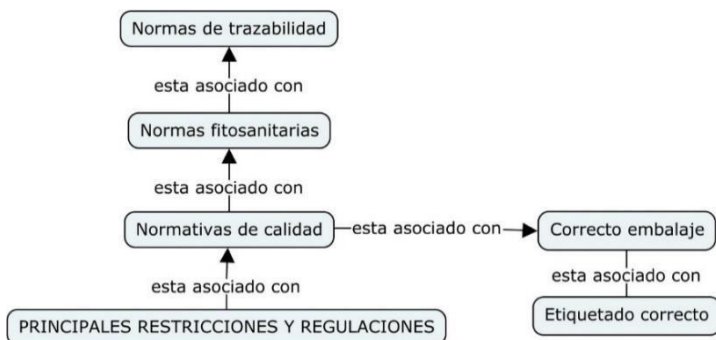 Normas de trazabilidad
esta asociado con
Normas fitosanitarias
esta asociado con
Normativas de calidad
esta asociado con
Correcto embalaje
esta asociado con
esta asociado con
Etiquetado correcto
PRINCIPALES RESTRICCIONES Y REGULACIONES